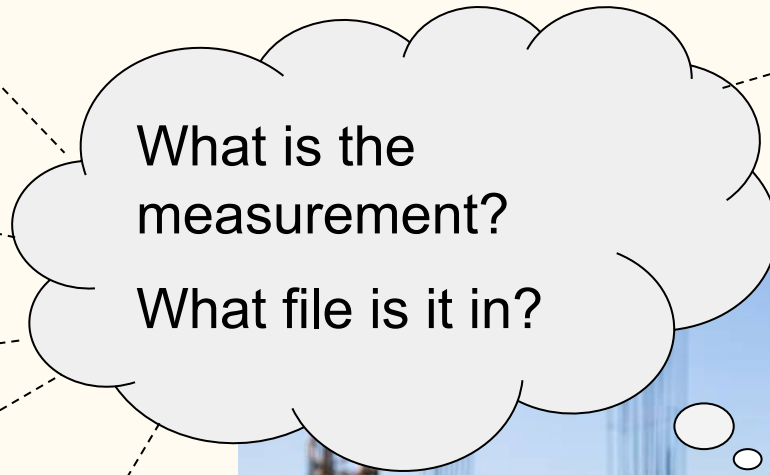 What is the
measurement?
What file is it in?